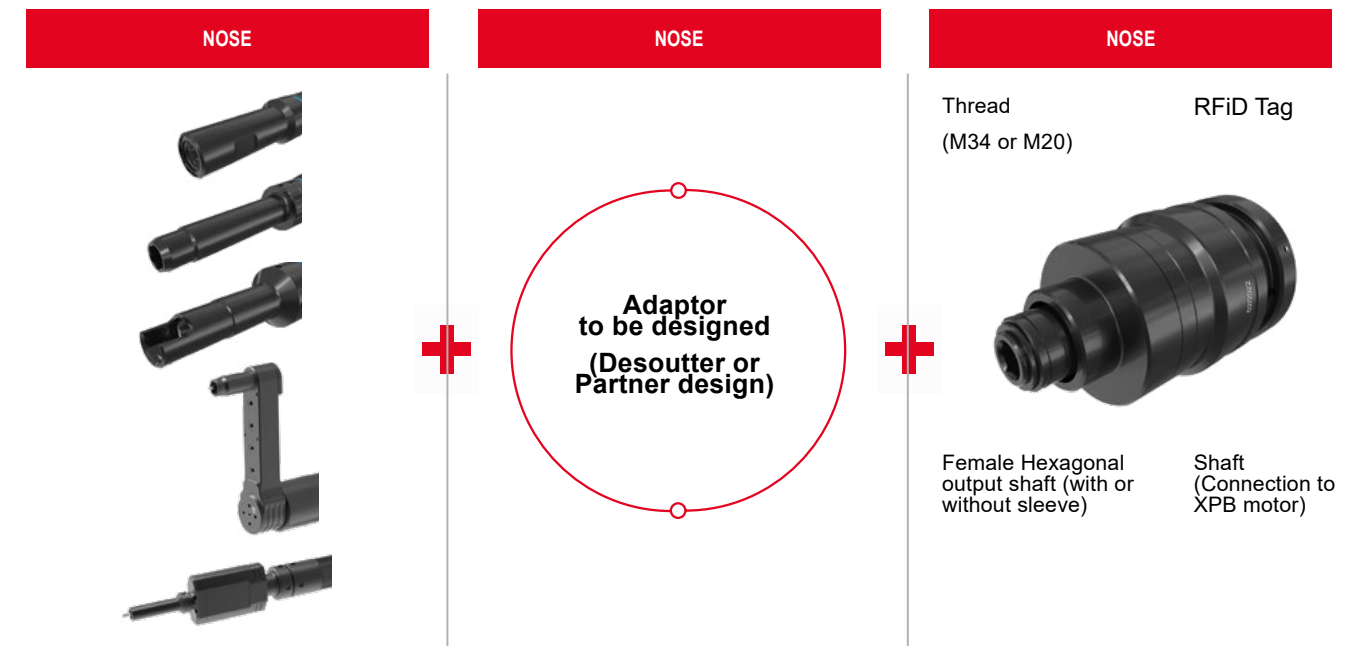 NOSE
NOSE
NOSE
Adaptor
to be designed
(Desoutter or
Partner design)
Thread
(M34 or M20)
RFiD Tag
Female Hexagonal
output shaft (with or
without sleeve)
Shaft
(Connection to
XPB motor)